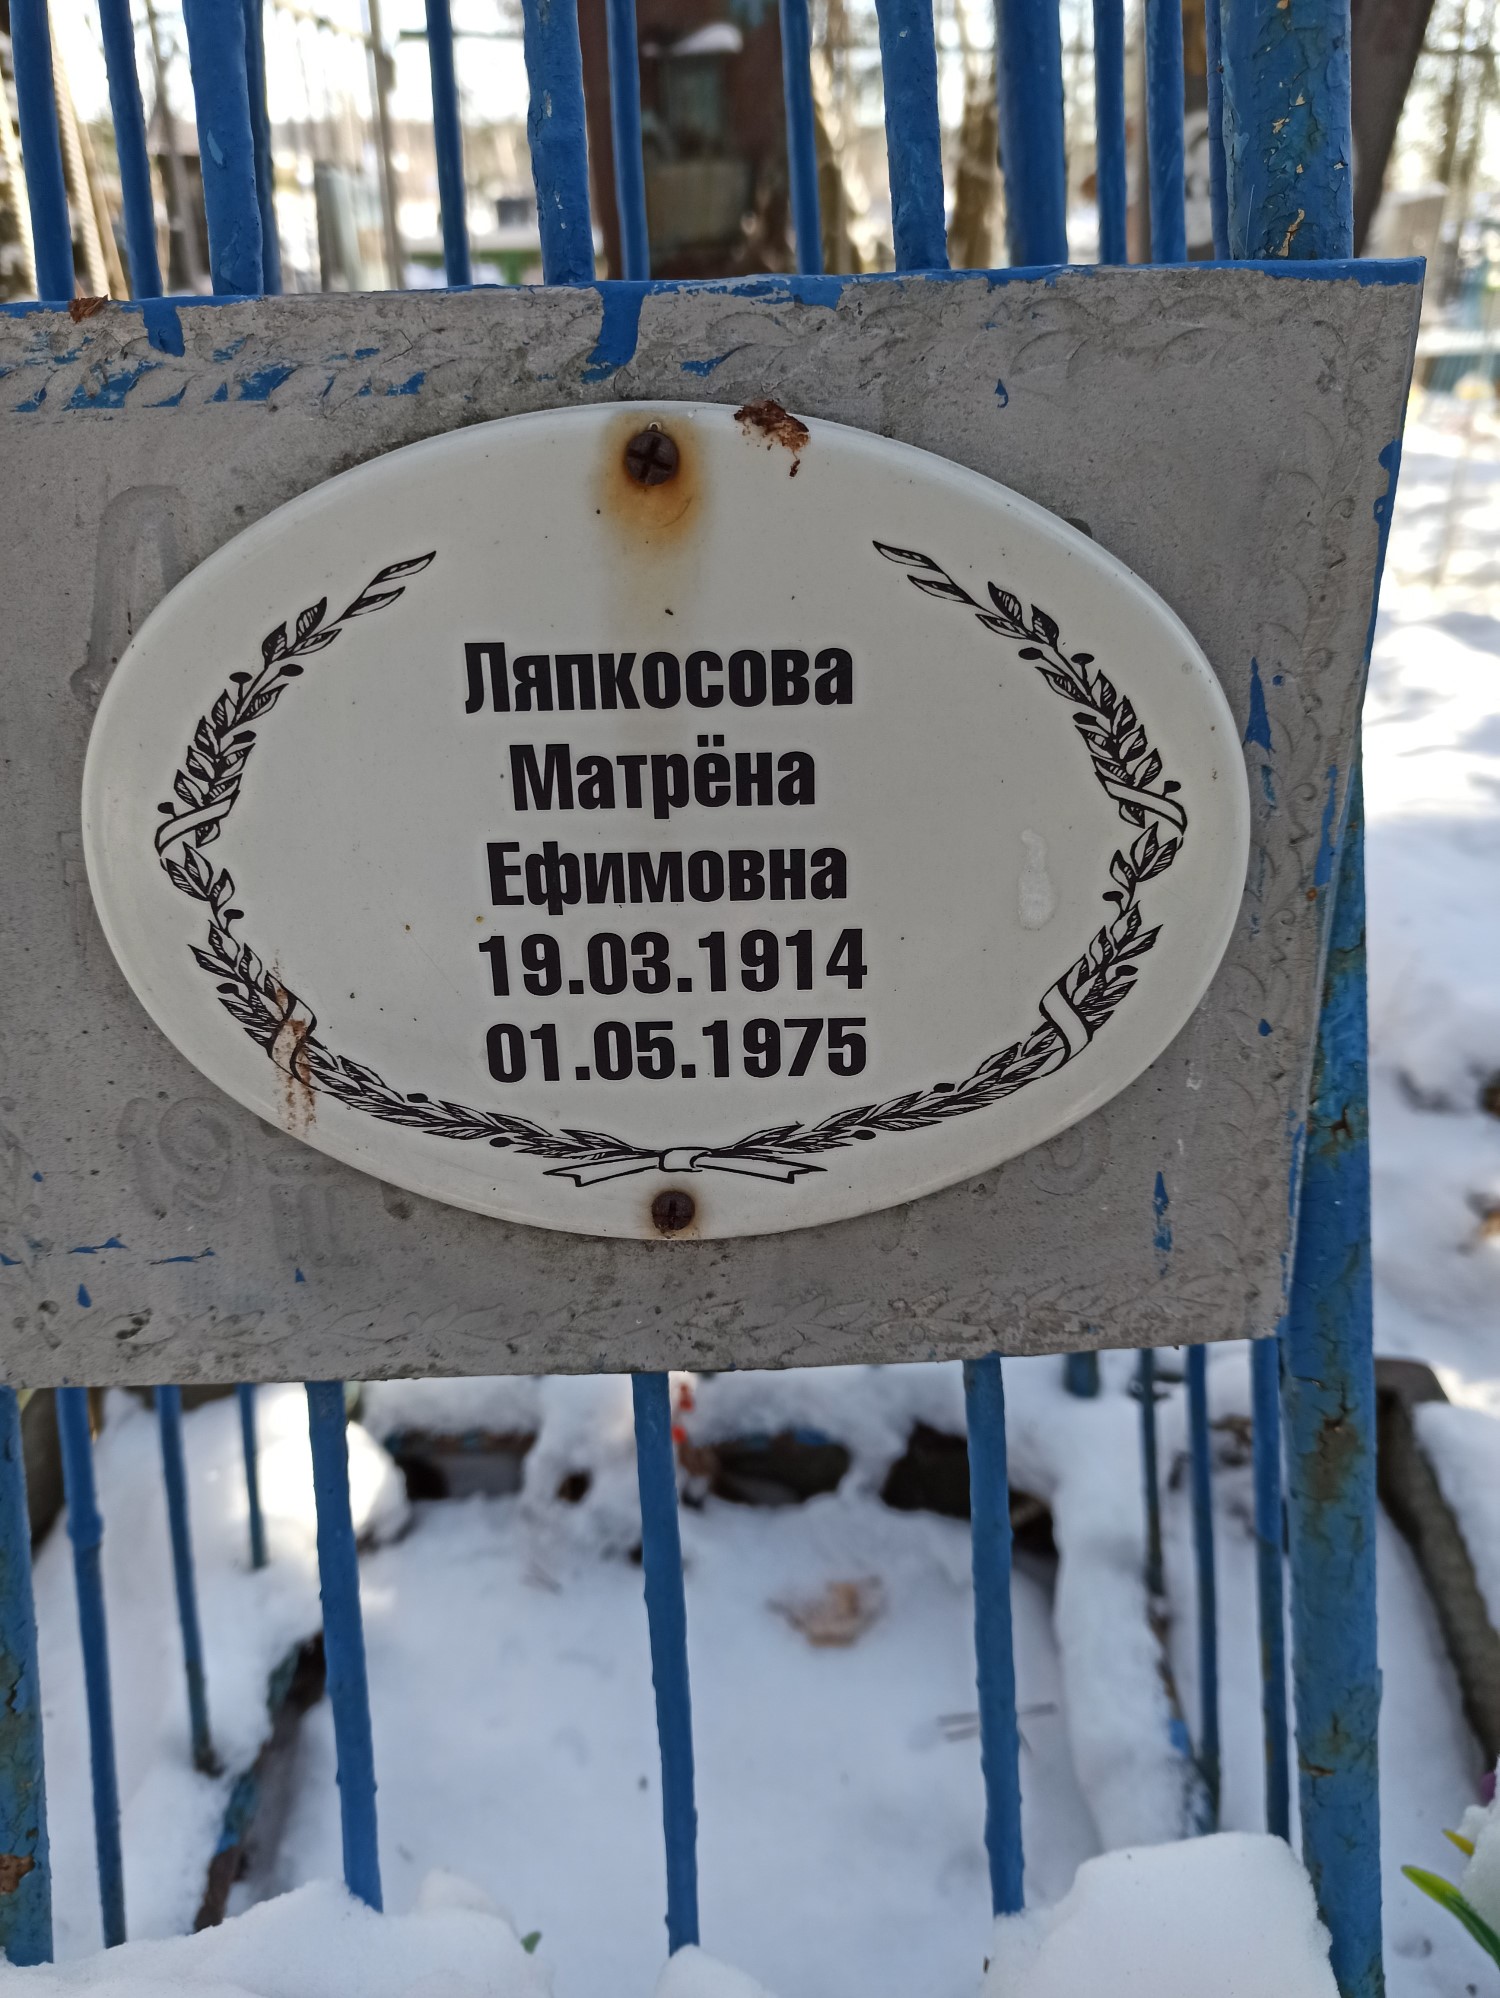 Ляпкосова
Матрёна
Ефимовна
19.03.1914
01.05.1975